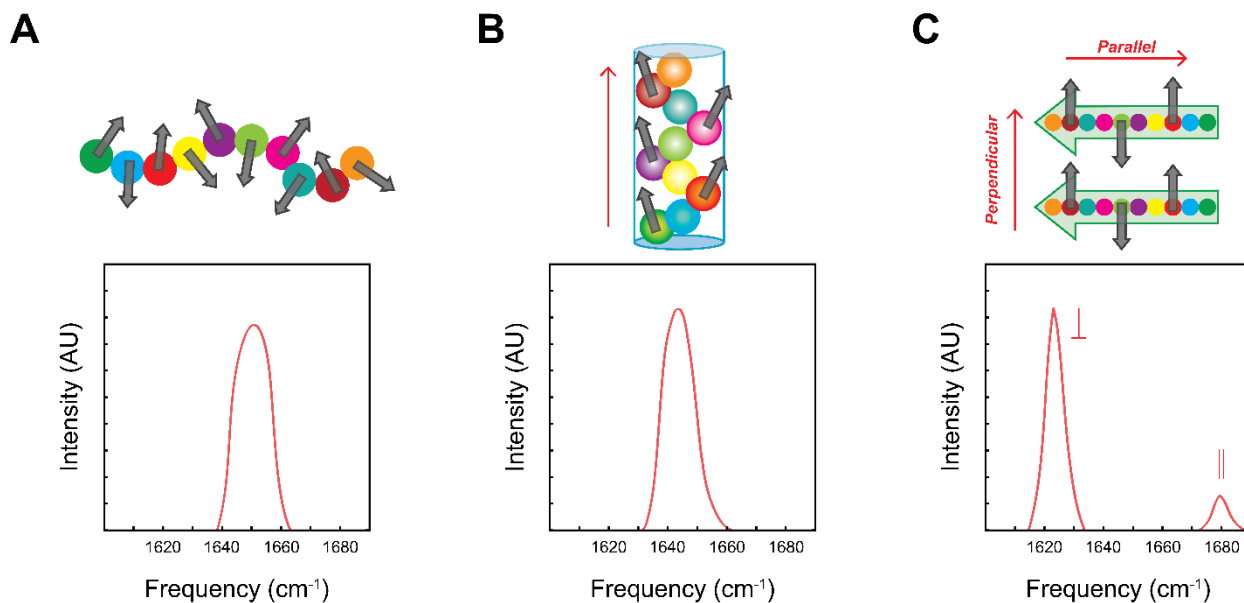 A
B
C
Parallel
Perpendicular
Intensity (AU)
1620 1640 1660 1680
Frequency (cm⁻¹)
Intensity (AU)
1620 1640 1660 1680
Frequency (cm⁻¹)
Intensity (AU)
⊥
||
1620 1640 1660 1680
Frequency (cm⁻¹)